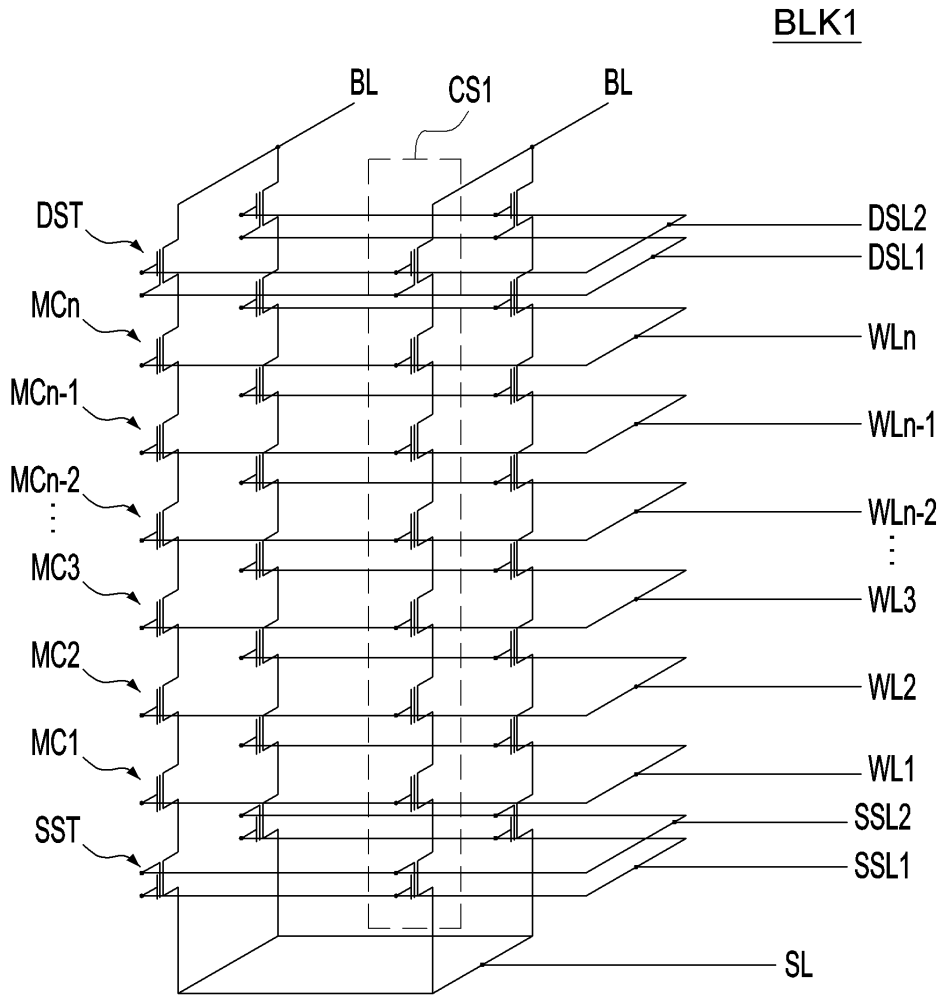 BLK1
BL
CS1
BL
DST
MCn
MCn-1
MCn-2
⋮
MC3
MC2
MC1
SST
DSL2
DSL1
WLn
WLn-1
WLn-2
⋮
WL3
WL2
WL1
SSL2
SSL1
SL